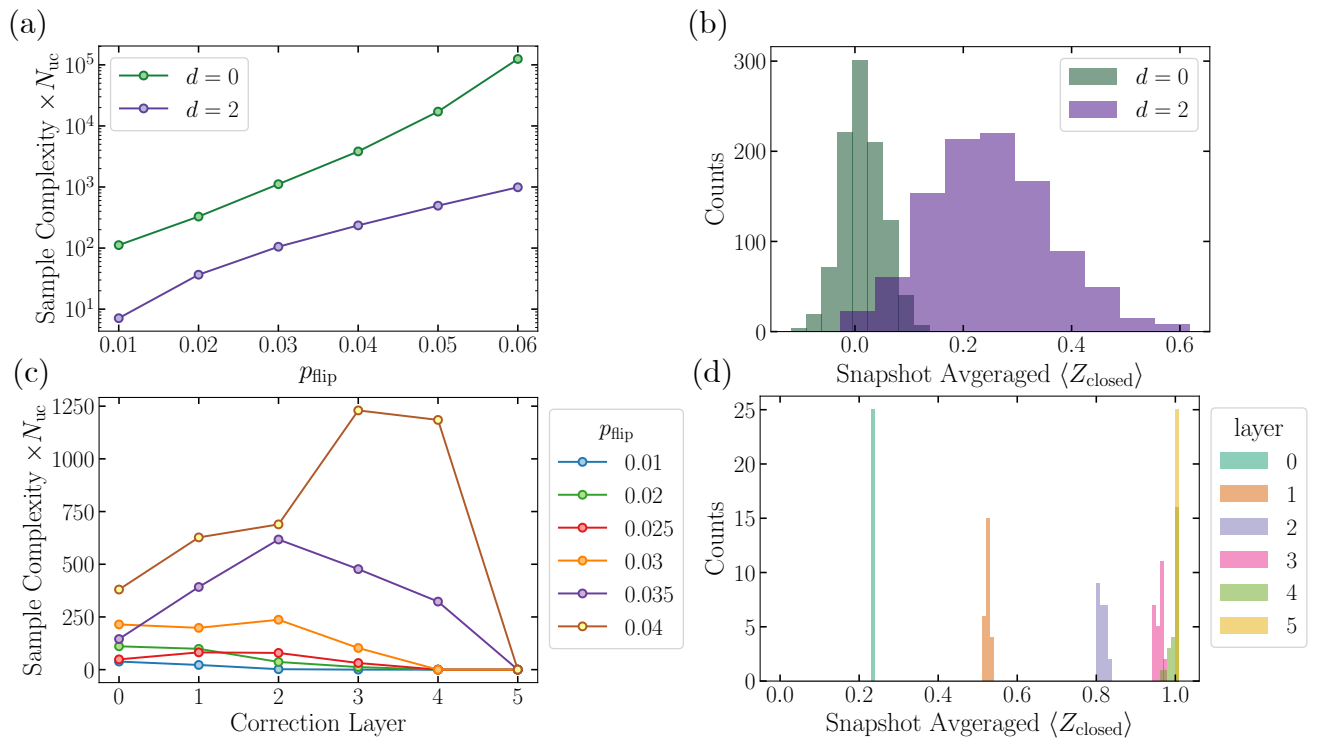 (a)
Sample Complexity ×N_uc
10^5
10^4
10^3
10^2
10^1
d = 0
d = 2
0.01 0.02 0.03 0.04 0.05 0.06
p_flip
(b)
Counts
300
200
100
0
d = 0
d = 2
0.0 0.2 0.4 0.6
Snapshot Avgeraged ⟨Z_closed⟩
(c)
Sample Complexity ×N_uc
1250
1000
750
500
250
0
0 1 2 3 4 5
Correction Layer
p_flip
0.01
0.02
0.025
0.03
0.035
0.04
(d)
Counts
25
20
15
10
5
0
0.0 0.2 0.4 0.6 0.8 1.0
Snapshot Avgeraged ⟨Z_closed⟩
layer
0
1
2
3
4
5